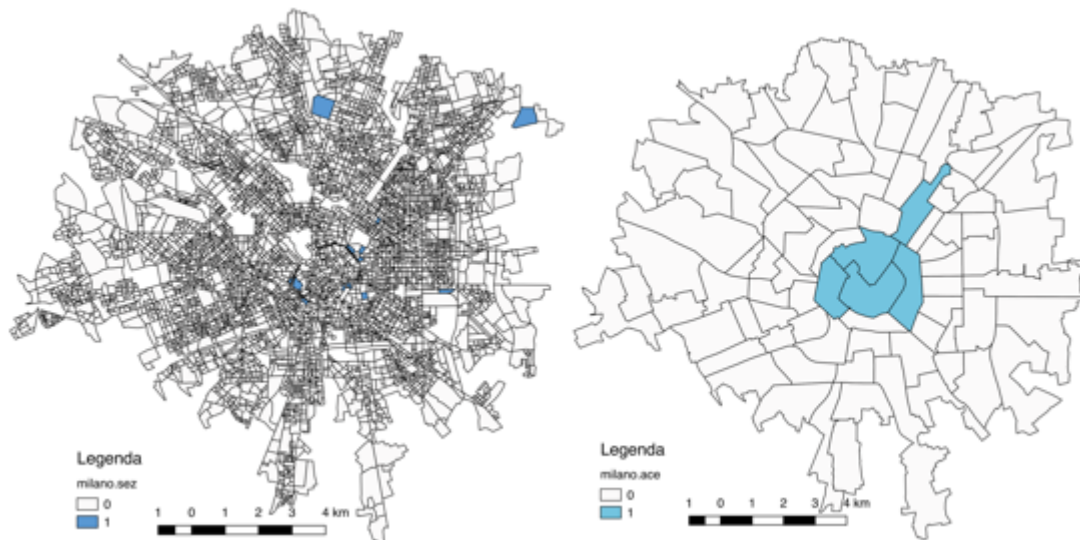 Legenda
milano.sez
0
1
1 0 1 2 3 4 km
Legenda
milano.ace
0
1
1 0 1 2 3 4 km